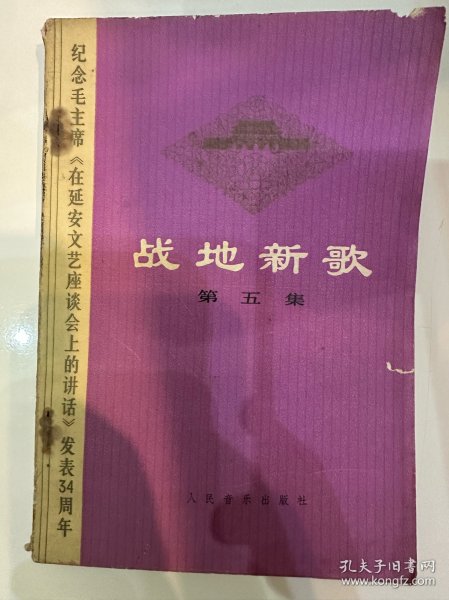 纪念毛主席《在延安文艺座谈会上的讲话》发表34周年
战地新歌
第五集
人民音乐出版社
孔夫子旧书网
www.kongfz.com